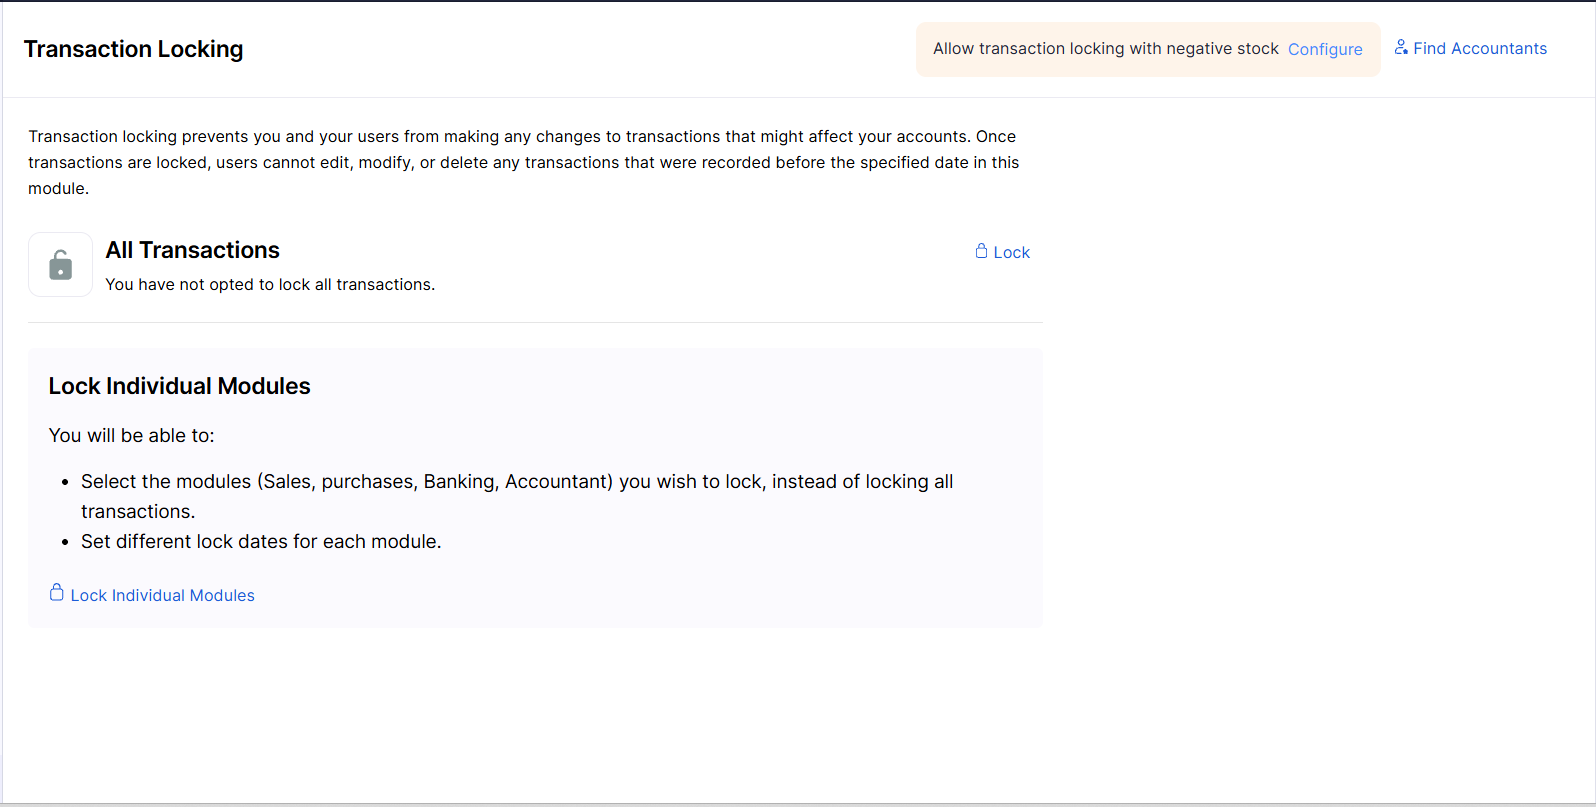 Transaction Locking
Allow transaction locking with negative stock Configure
Find Accountants
Transaction locking prevents you and your users from making any changes to transactions that might affect your accounts. Once
transactions are locked, users cannot edit, modify, or delete any transactions that were recorded before the specified date in this
module.
All Transactions
Lock
You have not opted to lock all transactions.
Lock Individual Modules
You will be able to:
• Select the modules (Sales, purchases, Banking, Accountant) you wish to lock, instead of locking all
transactions.
• Set different lock dates for each module.
Lock Individual Modules